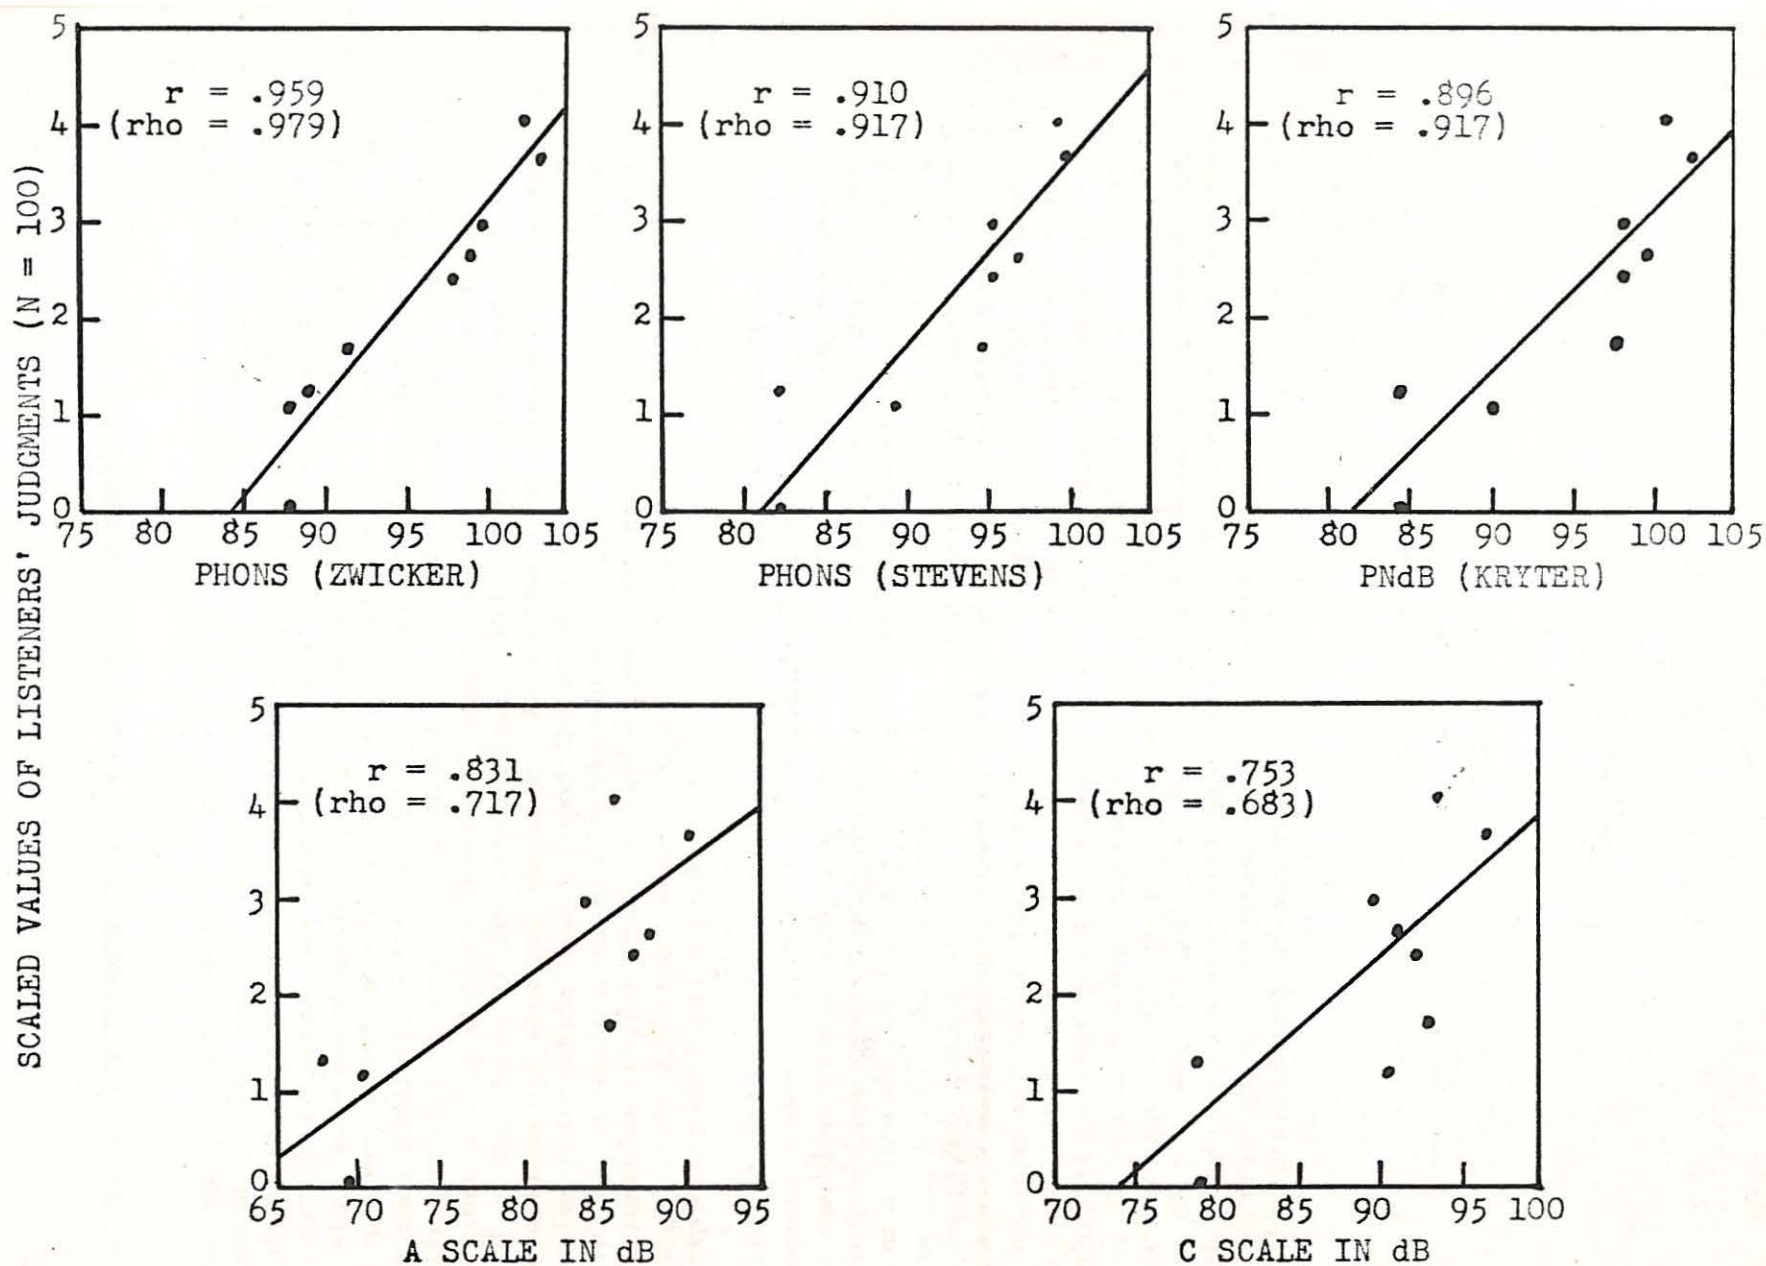 SCALED VALUES OF LISTENERS' JUDGMENTS (N = 100)
5
4
3
2
1
0
r = .959
(rho = .979)
75 80 85 90 95 100 105
PHONS (ZWICKER)
5
4
3
2
1
0
r = .910
(rho = .917)
75 80 85 90 95 100 105
PHONS (STEVENS)
5
4
3
2
1
0
r = .896
(rho = .917)
75 80 85 90 95 100 105
PNdB (KRYTER)
5
4
3
2
1
0
r = .831
(rho = .717)
65 70 75 80 85 90 95
A SCALE IN dB
5
4
3
2
1
0
r = .753
(rho = .683)
70 75 80 85 90 95 100
C SCALE IN dB